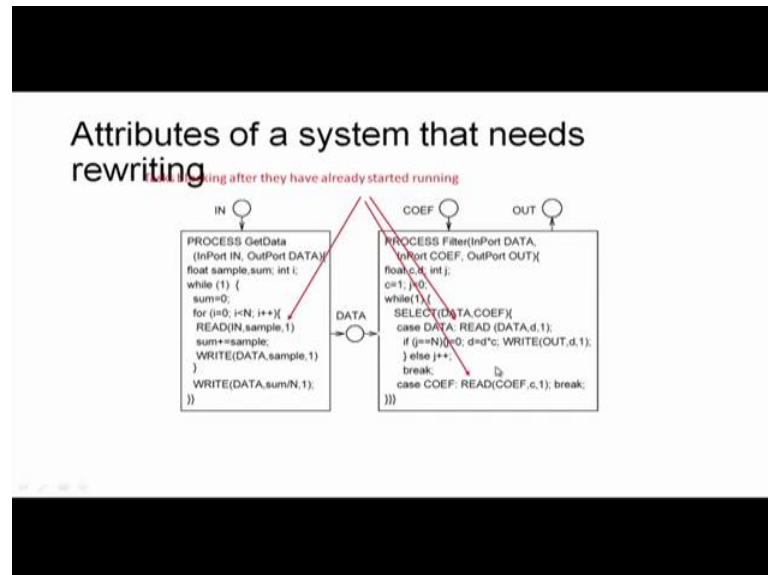 Attributes of a system that needs
rewriting
after they have already started running
IN
COEF
OUT
PROCESS GetData
(InPort IN, OutPort DATA){
float sample,sum; int i;
while (1) {
sum=0;
for (i=0; i<N; i++){
READ(IN,sample,1)
sum+=sample;
WRITE(DATA,sample,1)
}
WRITE(DATA,sum/N,1);
}}
DATA
PROCESS Filter(InPort DATA,
InPort COEF, OutPort OUT){
float c,d; int j;
c=1; j=0;
while(1){
SELECT(DATA,COEF){
case DATA: READ (DATA,d,1);
if (j==N){j=0; d=d*c; WRITE(OUT,d,1);
} else j++;
break;
case COEF: READ(COEF,c,1); break;
}}}